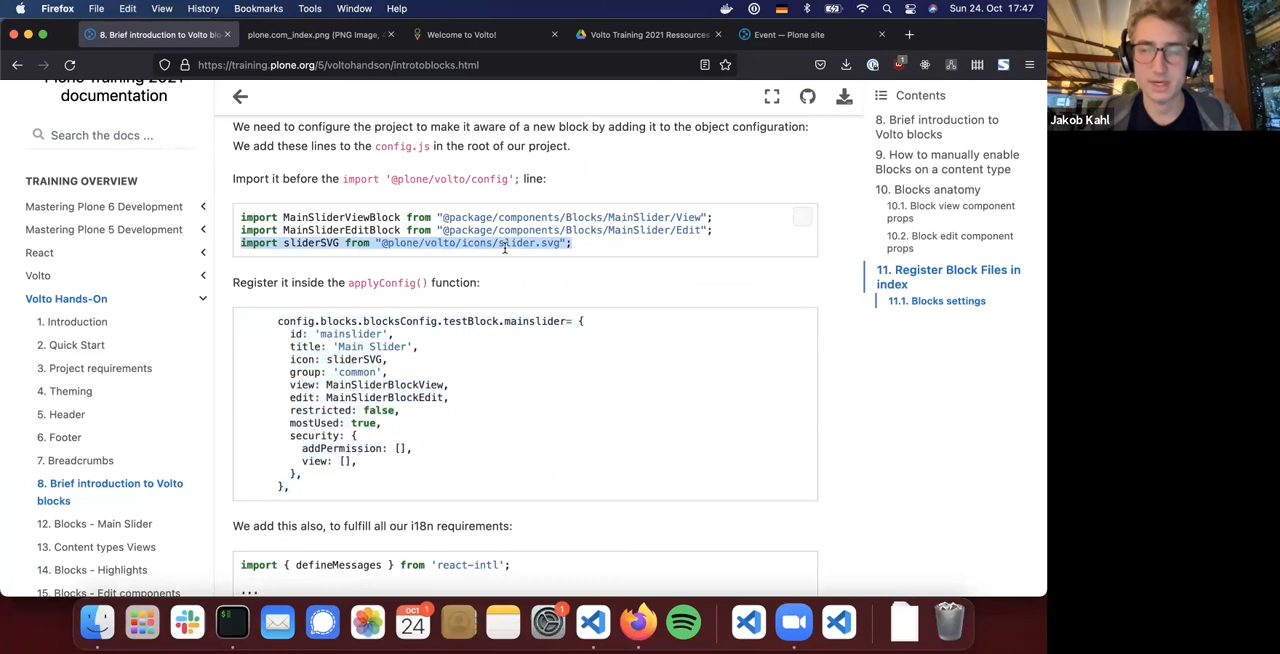 Firefox File Edit View History Bookmarks Tools Window Help Sun 24. Oct 17:47
8. Brief introduction to Volto blo plone.com_index.png (PNG Image, Welcome to Volto! Volto Training 2021 Ressources Event — Plone site
https://training.plone.org/5/voltohandson/introtoblocks.html
Plone Training 2021
documentation
Search the docs ...
TRAINING OVERVIEW
Mastering Plone 6 Development
Mastering Plone 5 Development
React
Volto
Volto Hands-On
1. Introduction
2. Quick Start
3. Project requirements
4. Theming
5. Header
6. Footer
7. Breadcrumbs
8. Brief introduction to Volto
blocks
12. Blocks - Main Slider
13. Content types Views
14. Blocks - Highlights
15. Blocks - Edit components
We need to configure the project to make it aware of a new block by adding it to the object configuration:
We add these lines to the config.js in the root of our project.
Import it before the import '@plone/volto/config'; line:
import MainSliderViewBlock from "@package/components/Blocks/MainSlider/View";
import MainSliderEditBlock from "@package/components/Blocks/MainSlider/Edit";
import sliderSVG from "@plone/volto/icons/slider.svg";
Register it inside the applyConfig() function:
config.blocks.blocksConfig.testBlock.mainslider= {
id: 'mainslider',
title: 'Main Slider',
icon: sliderSVG,
group: 'common',
view: MainSliderBlockView,
edit: MainSliderBlockEdit,
restricted: false,
mostUsed: true,
security: {
addPermission: [],
view: [],
},
},
We add this also, to fulfill all our i18n requirements:
import { defineMessages } from 'react-intl';
...
Contents
8. Brief introduction to
Volto blocks
9. How to manually enable
Blocks on a content type
10. Blocks anatomy
10.1. Block view component
props
10.2. Block edit component
props
11. Register Block Files in
index
11.1. Blocks settings
Jakob Kahl
OCT 1
24
1